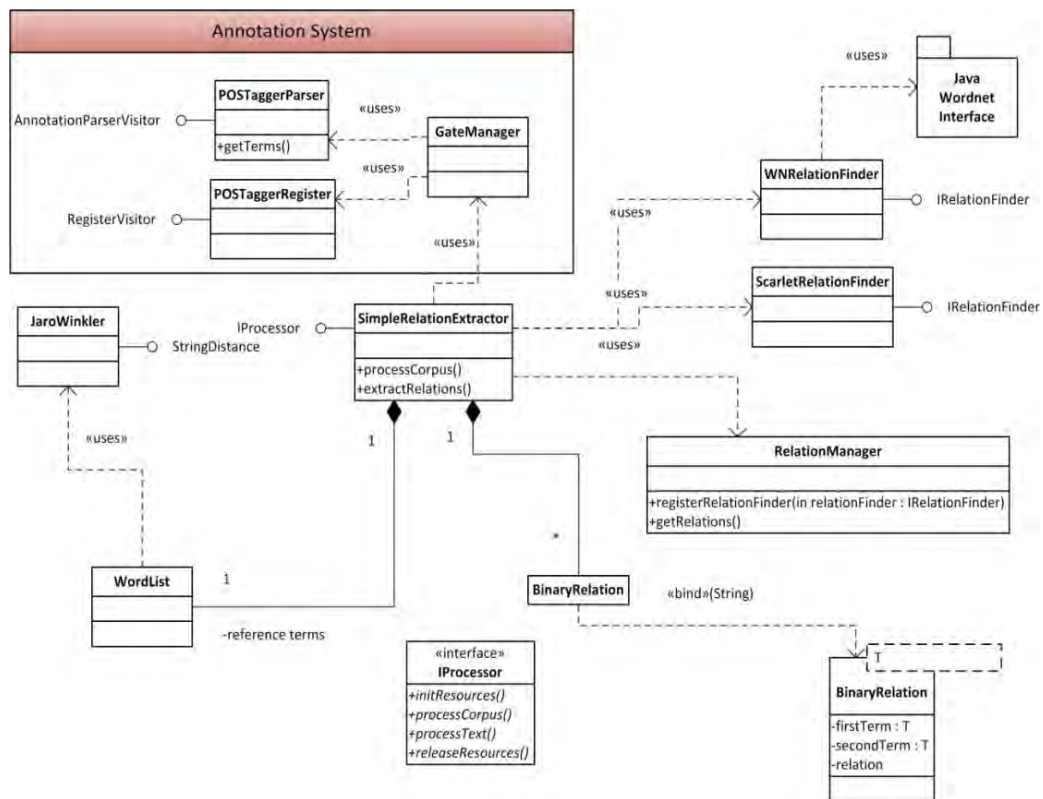 Annotation System
POSTaggerParser
+getTerms()
AnnotationParserVisitor
«uses»
GateManager
«uses»
POSTaggerRegister
RegisterVisitor
«uses»
«uses»
Java
Wordnet
Interface
WNRelationFinder
IRelationFinder
«uses»
ScarletRelationFinder
IRelationFinder
«uses»
«uses»
JaroWinkler
StringDistance
IProcessor
SimpleRelationExtractor
+processCorpus()
+extractRelations()
«uses»
1
1
RelationManager
+registerRelationFinder(in relationFinder : IRelationFinder)
+getRelations()
*
WordList
1
-reference terms
BinaryRelation
«bind»(String)
«interface»
IProcessor
+initResources()
+processCorpus()
+processText()
+releaseResources()
T
BinaryRelation
-firstTerm : T
-secondTerm : T
-relation